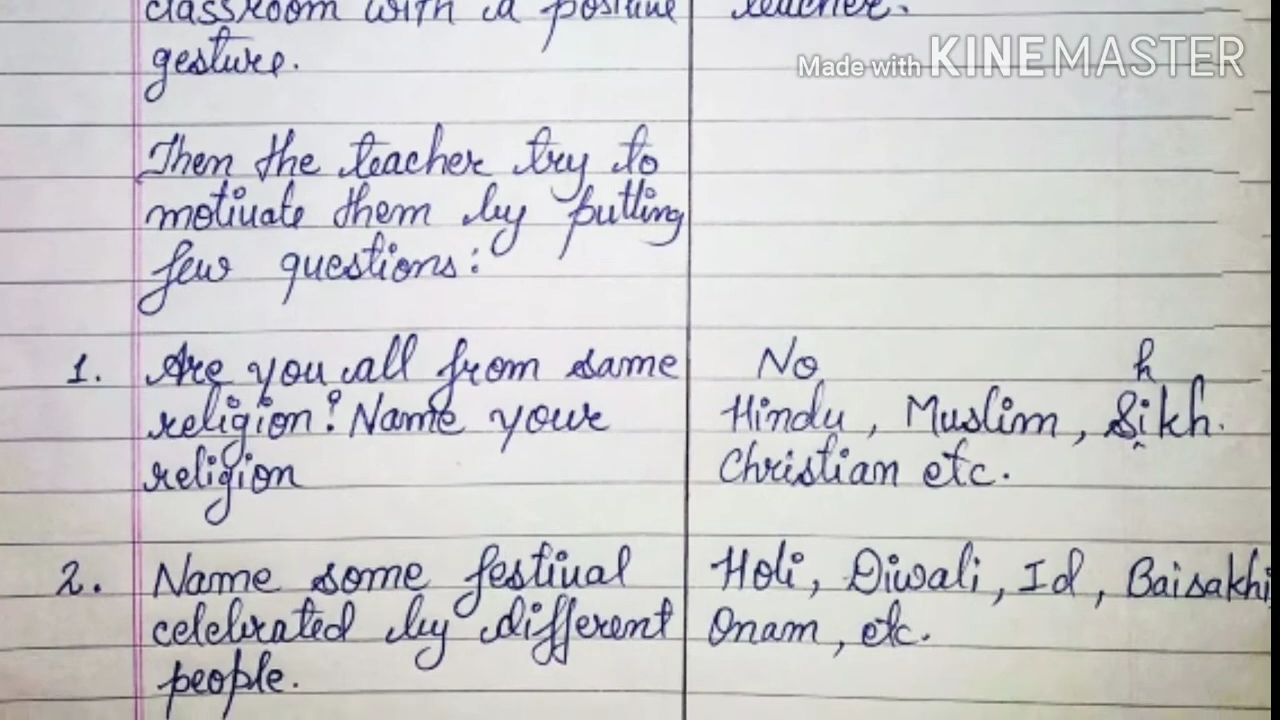 classroom with a positive
teacher.
gesture.
Made with KINEMASTER
Then the teacher try to
motivate them by putting
few questions:
1. Are you all from same
religion? Name your
religion
No
h
Hindu, Muslim, Sikh.
Christian etc.
2. Name some festival
celebrated by different
people.
Holi, Diwali, Id, Baisakhi
Onam, etc.